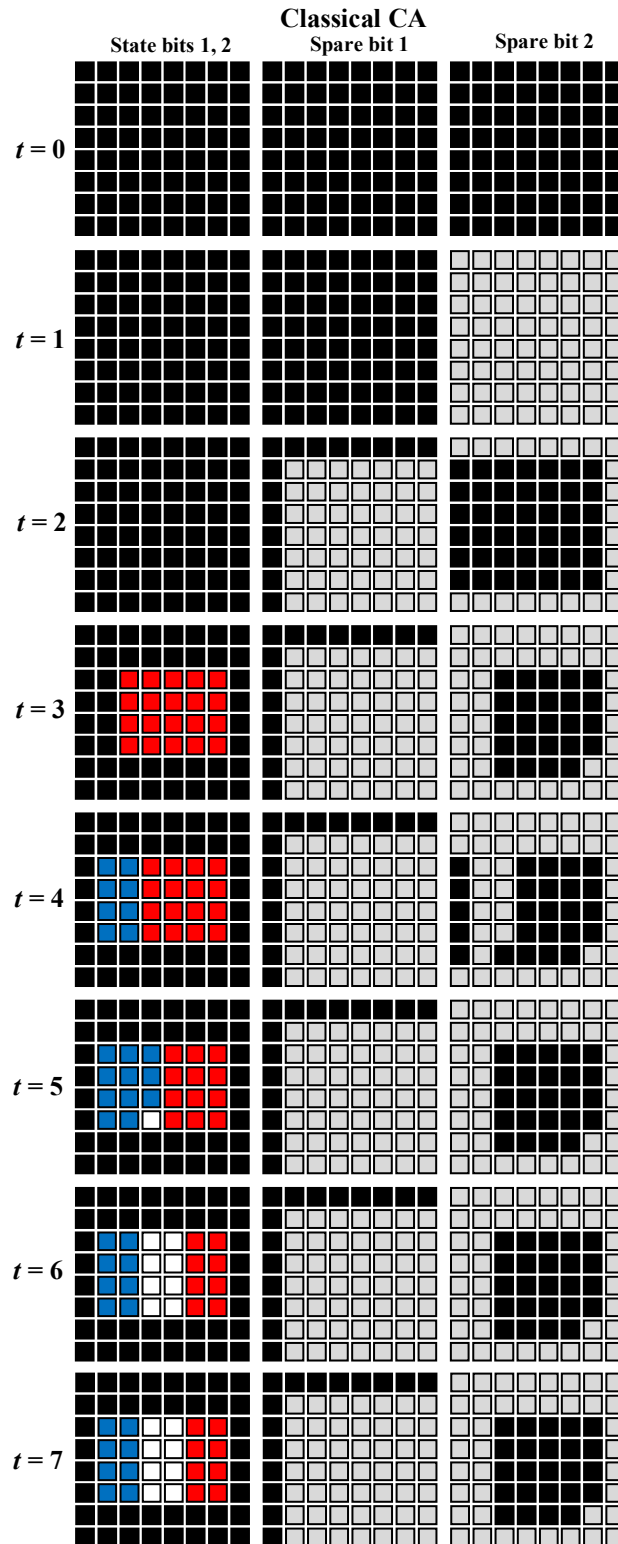 Classical CA
State bits 1, 2
Spare bit 1
Spare bit 2
t = 0
t = 1
t = 2
t = 3
t = 4
t = 5
t = 6
t = 7